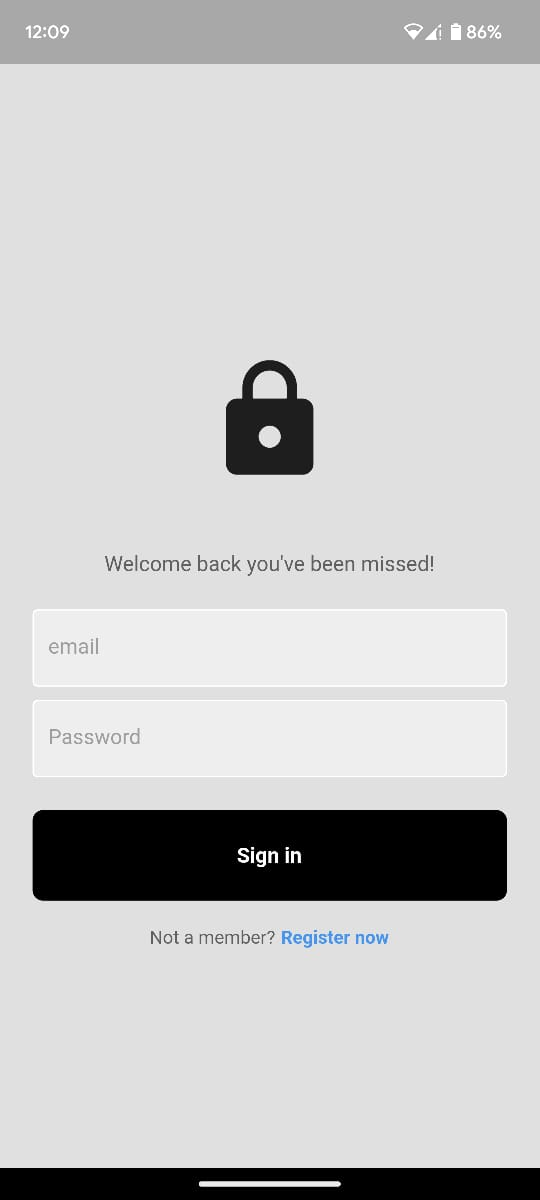 12:09 86%
Welcome back you've been missed!
email
Password
Sign in
Not a member? Register now